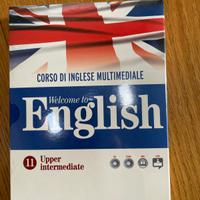 CORSO DI INGLESE MULTIMEDIALE
Welcome to
English
11 Upper
intermediate